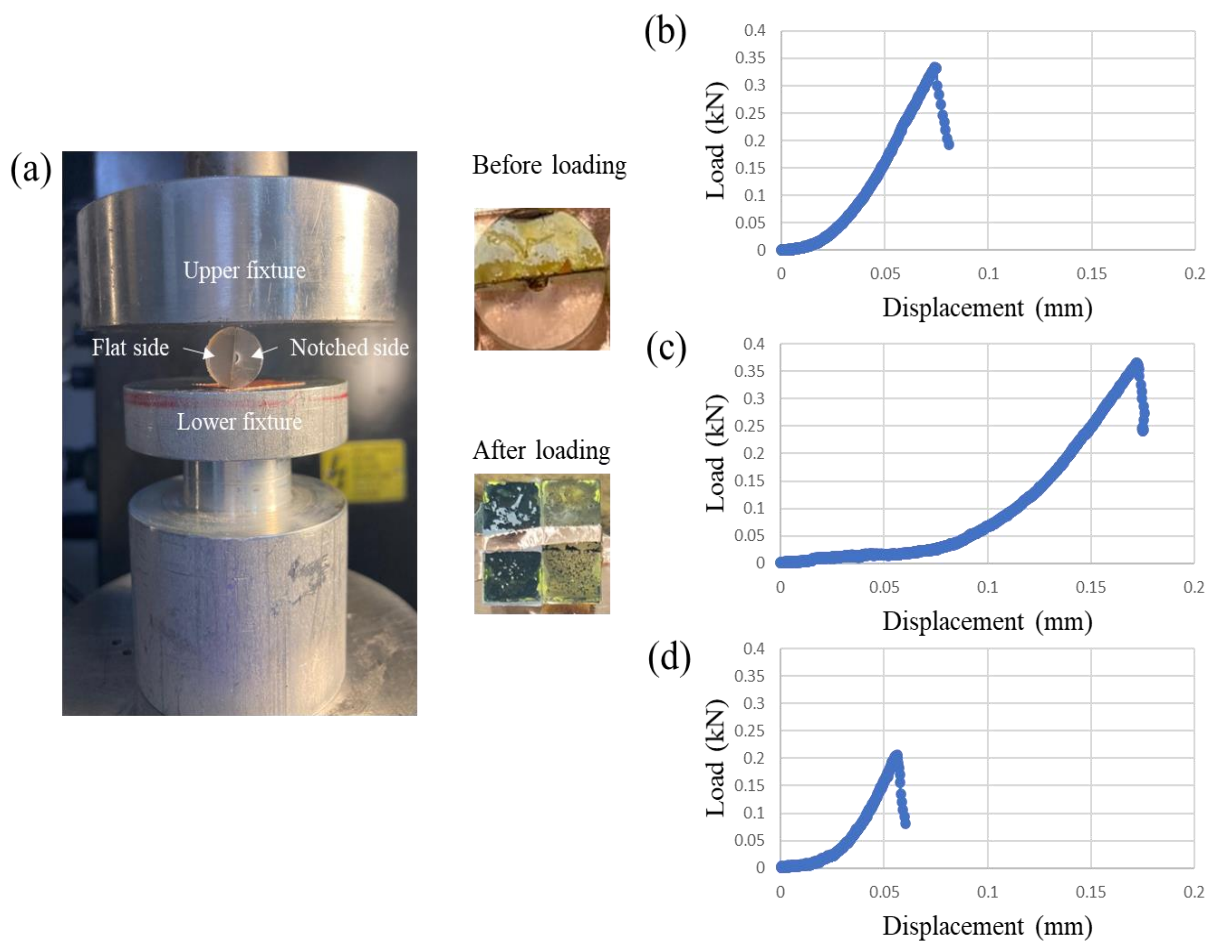 (a)
Upper fixture
Flat side
Notched side
Lower fixture
Before loading
After loading
(b)
Load (kN)
0.4
0.35
0.3
0.25
0.2
0.15
0.1
0.05
0
0 0.05 0.1 0.15 0.2
Displacement (mm)
(c)
Load (kN)
0.4
0.35
0.3
0.25
0.2
0.15
0.1
0.05
0
0 0.05 0.1 0.15 0.2
Displacement (mm)
(d)
Load (kN)
0.4
0.35
0.3
0.25
0.2
0.15
0.1
0.05
0
0 0.05 0.1 0.15 0.2
Displacement (mm)